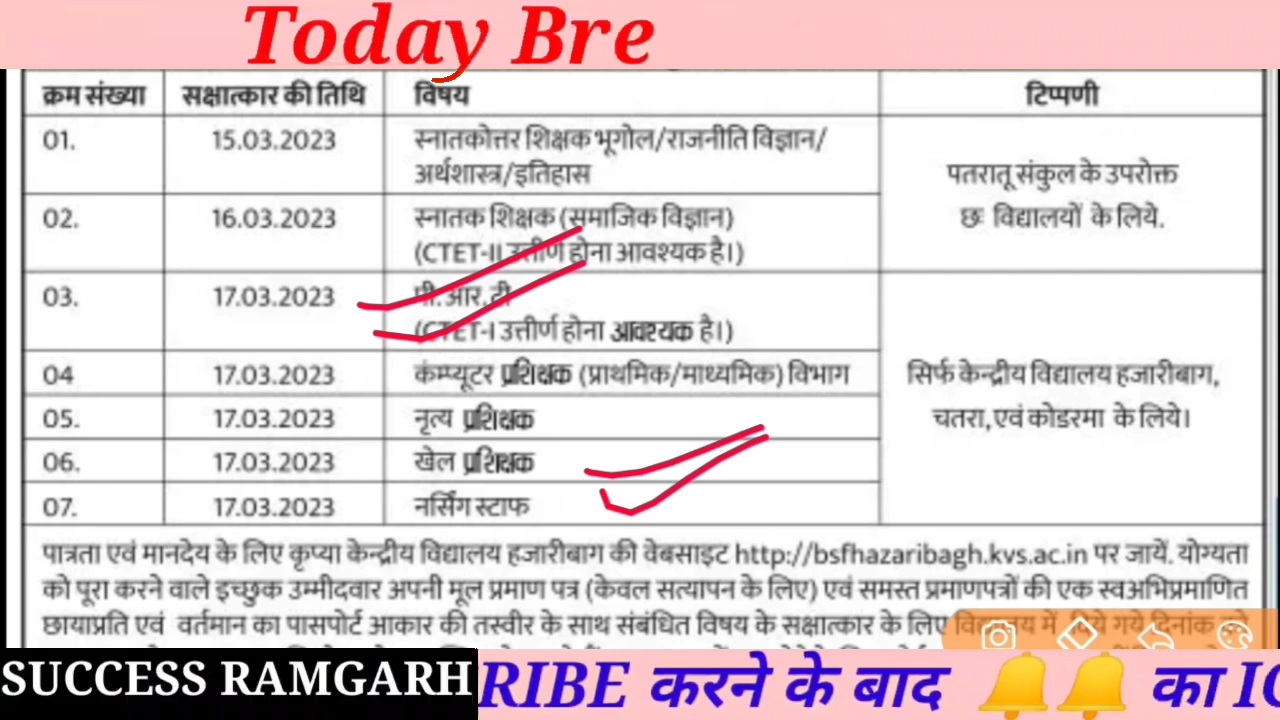 Today Bre
क्रम संख्या सक्षात्कार की तिथि विषय टिप्पणी
01. 15.03.2023 स्नातकोत्तर शिक्षक भूगोल/राजनीति विज्ञान/
अर्थशास्त्र/इतिहास
पतरातू संकुल के उपरोक्त
02. 16.03.2023 स्नातक शिक्षक (समाजिक विज्ञान)
छः विद्यालयों के लिये.
(CTET-II उत्तीर्ण होना आवश्यक है।)
03. 17.03.2023 पी.आर.टी
(CTET-I उत्तीर्ण होना आवश्यक है।)
04 17.03.2023 कंम्प्यूटर प्रशिक्षक (प्राथमिक/माध्यमिक) विभाग
सिर्फ केन्द्रीय विद्यालय हजारीबाग,
05. 17.03.2023 नृत्य प्रशिक्षक
चतरा, एवं कोडरमा के लिये।
06. 17.03.2023 खेल प्रशिक्षक
07. 17.03.2023 नर्सिंग स्टाफ
पात्रता एवं मानदेय के लिए कृप्या केन्द्रीय विद्यालय हजारीबाग की वेबसाइट http://bsfhazaribagh.kvs.ac.in पर जायें. योग्यता
को पूरा करने वाले इच्छुक उम्मीदवार अपनी मूल प्रमाण पत्र (केवल सत्यापन के लिए) एवं समस्त प्रमाणपत्रों की एक स्वअभिप्रमाणित
छायाप्रति एवं वर्तमान का पासपोर्ट आकार की तस्वीर के साथ संबंधित विषय के सक्षात्कार के लिए विद्यालय में दिये गये दिनांक को
SUCCESS RAMGARH RIBE करने के बाद 🔔🔔 का IC